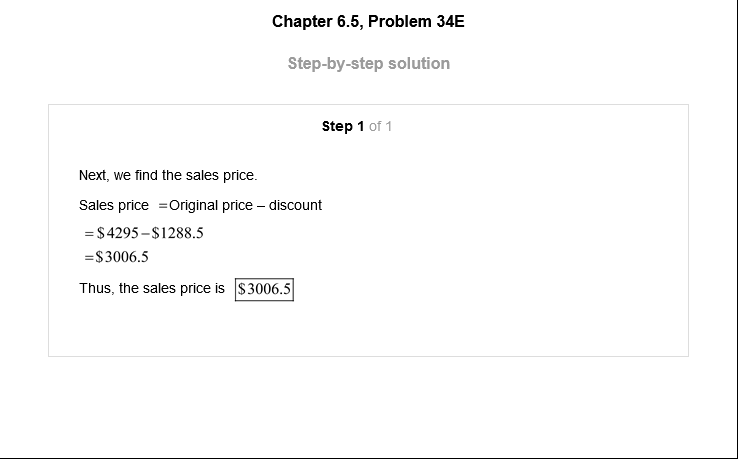 Chapter 6.5, Problem 34E
Step-by-step solution
Step 1 of 1
Next, we find the sales price.
Sales price =Original price – discount
=$4295−$1288.5
=$3006.5
Thus, the sales price is $3006.5